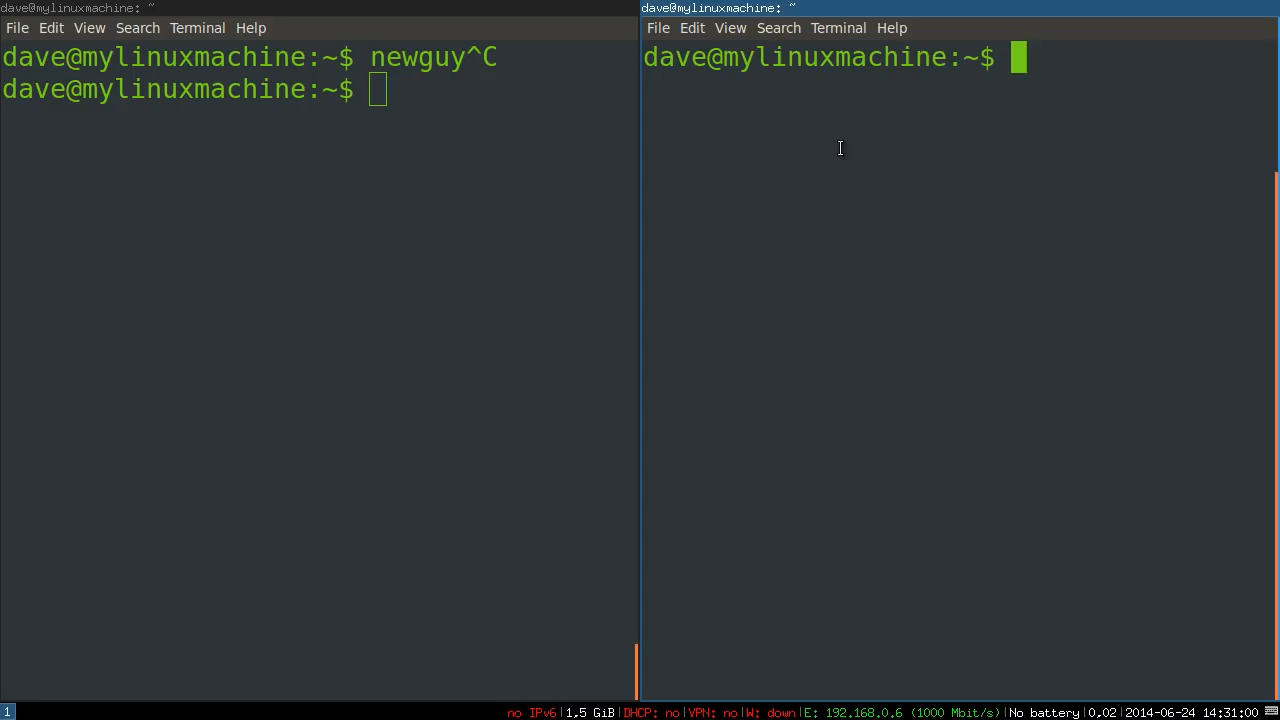 dave@mylinuxmachine: ~
File Edit View Search Terminal Help
dave@mylinuxmachine:~$ newguy^C
dave@mylinuxmachine:~$
dave@mylinuxmachine: ~
File Edit View Search Terminal Help
dave@mylinuxmachine:~$
1
no IPv6|1,5 GiB|DHCP: no|VPN: no|W: down|E: 192.168.0.6 (1000 Mbit/s)|No battery|0.02|2014-06-24 14:31:00